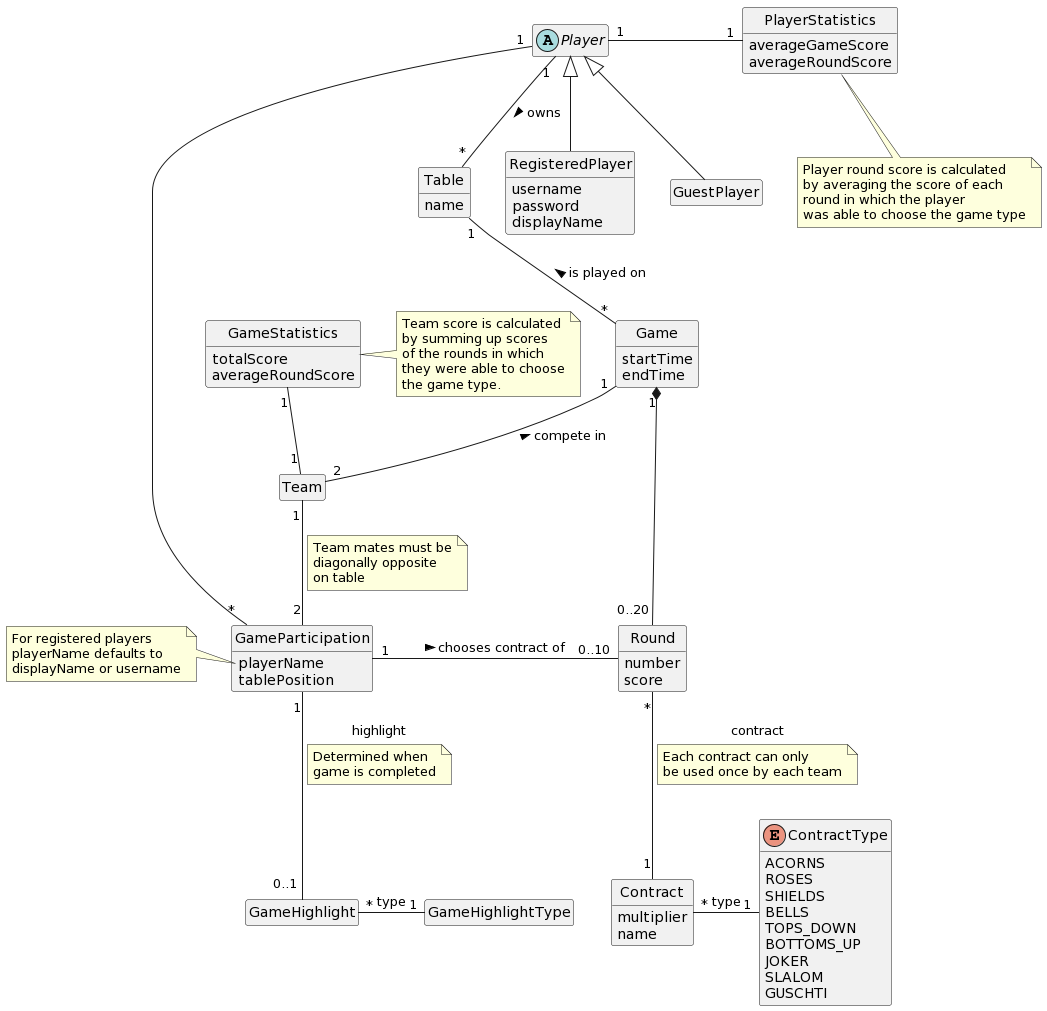 PlayerStatistics
averageGameScore
averageRoundScore
A Player
1
1
1
1
*
owns
Player round score is calculated
by averaging the score of each
round in which the player
was able to choose the game type
Table
name
RegisteredPlayer
username
password
displayName
GuestPlayer
1
is played on
*
GameStatistics
totalScore
averageRoundScore
Team score is calculated
by summing up scores
of the rounds in which
they were able to choose
the game type.
Game
startTime
endTime
1
1
1
compete in
1
2
Team
1
Team mates must be
diagonally opposite
on table
*
2
0..20
For registered players
playerName defaults to
displayName or username
GameParticipation
playerName
tablePosition
1
chooses contract of
0..10
Round
number
score
1
*
highlight
contract
Determined when
game is completed
Each contract can only
be used once by each team
0..1
1
GameHighlight
* type 1
GameHighlightType
Contract
multiplier
name
* type 1
E ContractType
ACORNS
ROSES
SHIELDS
BELLS
TOPS_DOWN
BOTTOMS_UP
JOKER
SLALOM
GUSCHTI